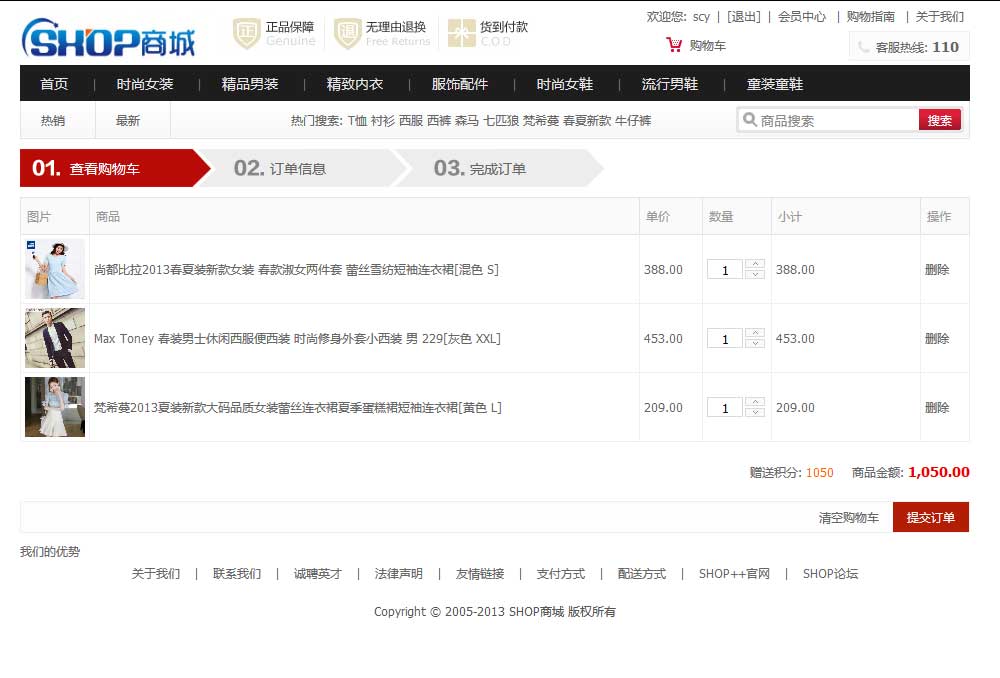 SHOP商城
正 正品保障 Genuine
退 无理由退换 Free Returns
货到付款 C.O.D
欢迎您: scy | [退出] | 会员中心 | 购物指南 | 关于我们
购物车
客服热线: 110
首页 | 时尚女装 | 精品男装 | 精致内衣 | 服饰配件 | 时尚女鞋 | 流行男鞋 | 童装童鞋
热销 最新 热门搜索: T恤 衬衫 西服 西裤 森马 七匹狼 梵希蔓 春夏新款 牛仔裤 商品搜索 搜索
01. 查看购物车 02. 订单信息 03. 完成订单
图片 商品 单价 数量 小计 操作
尚都比拉2013春夏装新款女装 春款淑女两件套 蕾丝雪纺短袖连衣裙[混色 S] 388.00 1 388.00 删除
Max Toney 春装男士休闲西服便西装 时尚修身外套小西装 男 229[灰色 XXL] 453.00 1 453.00 删除
梵希蔓2013夏装新款大码品质女装蕾丝连衣裙夏季蛋糕裙短袖连衣裙[黄色 L] 209.00 1 209.00 删除
赠送积分: 1050 商品金额: 1,050.00
清空购物车 提交订单
我们的优势
关于我们 | 联系我们 | 诚聘英才 | 法律声明 | 友情链接 | 支付方式 | 配送方式 | SHOP++官网 | SHOP论坛
Copyright © 2005-2013 SHOP商城 版权所有